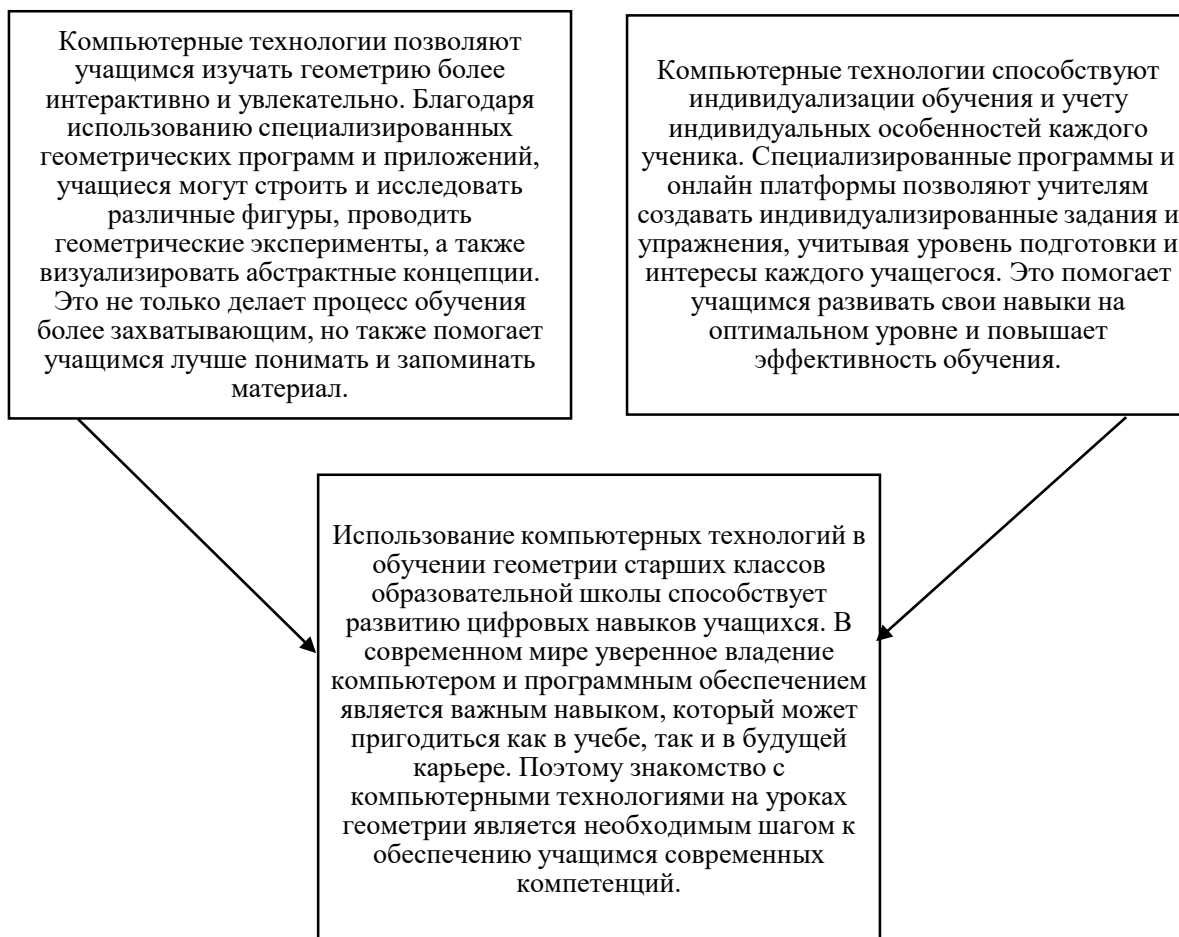 Компьютерные технологии позволяют
учащимся изучать геометрию более
интерактивно и увлекательно. Благодаря
использованию специализированных
геометрических программ и приложений,
учащиеся могут строить и исследовать
различные фигуры, проводить
геометрические эксперименты, а также
визуализировать абстрактные концепции.
Это не только делает процесс обучения
более захватывающим, но также помогает
учащимся лучше понимать и запоминать
материал.
Компьютерные технологии способствуют
индивидуализации обучения и учету
индивидуальных особенностей каждого
ученика. Специализированные программы и
онлайн платформы позволяют учителям
создавать индивидуализированные задания и
упражнения, учитывая уровень подготовки и
интересы каждого учащегося. Это помогает
учащимся развивать свои навыки на
оптимальном уровне и повышает
эффективность обучения.
Использование компьютерных технологий в
обучении геометрии старших классов
образовательной школы способствует
развитию цифровых навыков учащихся. В
современном мире уверенное владение
компьютером и программным обеспечением
является важным навыком, который может
пригодиться как в учебе, так и в будущей
карьере. Поэтому знакомство с
компьютерными технологиями на уроках
геометрии является необходимым шагом к
обеспечению учащимся современных
компетенций.